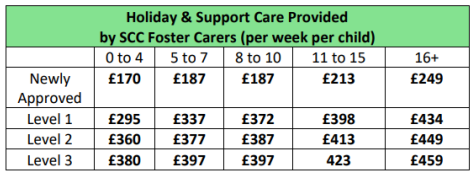 Holiday & Support Care Provided
by SCC Foster Carers (per week per child)
0 to 4 5 to 7 8 to 10 11 to 15 16+
Newly Approved £170 £187 £187 £213 £249
Level 1 £295 £337 £372 £398 £434
Level 2 £360 £377 £387 £413 £449
Level 3 £380 £397 £397 423 £459